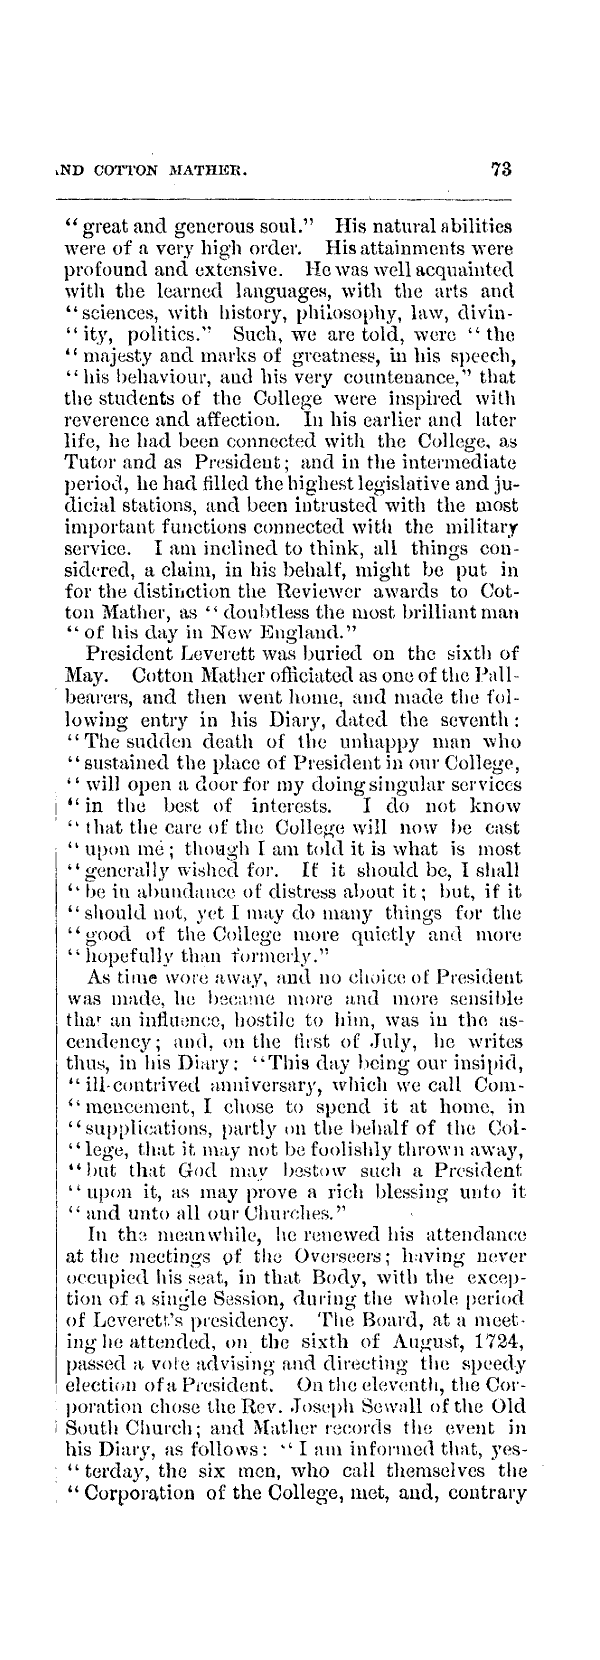 ND COTTON MATHER. 73
“great and generous soul.” His natural abilities
were of a very high order. His attainments were
profound and extensive. He was well acquainted
with the learned languages, with the arts and
“sciences, with history, philosophy, law, divin-
“ity, politics.” Such, we are told, were “the
“majesty and marks of greatness, in his speech,
“his behaviour, and his very countenance,” that
the students of the College were inspired with
reverence and affection. In his earlier and later
life, he had been connected with the College, as
Tutor and as President; and in the intermediate
period, he had filled the highest legislative and ju-
dicial stations, and been intrusted with the most
important functions connected with the military
service. I am inclined to think, all things con-
sidered, a claim, in his behalf, might be put in
for the distinction the Reviewer awards to Cot-
ton Mather, as “doubtless the most brilliant man
“of his day in New England.”
President Leverett was buried on the sixth of
May. Cotton Mather officiated as one of the Pall-
bearers, and then went home, and made the fol-
lowing entry in his Diary, dated the seventh:
“The sudden death of the unhappy man who
“sustained the place of President in our College,
“will open a door for my doing singular services
“in the best of interests. I do not know
“that the care of the College will now be cast
“upon me; though I am told it is what is most
“generally wished for. If it should be, I shall
“be in abundance of distress about it; but, if it
“should not, yet I may do many things for the
“good of the College more quietly and more
“hopefully than formerly.”
As time wore away, and no choice of President
was made, he became more and more sensible
that an influence, hostile to him, was in the as-
cendency; and, on the first of July, he writes
thus, in his Diary: “This day being our insipid,
“ill-contrived anniversary, which we call Com-
“mencement, I chose to spend it at home, in
“supplications, partly on the behalf of the Col-
“lege, that it may not be foolishly thrown away,
“but that God may bestow such a President
“upon it, as may prove a rich blessing unto it
“and unto all our Churches.”
In the meanwhile, he renewed his attendance
at the meetings of the Overseers; having never
occupied his seat, in that Body, with the excep-
tion of a single Session, during the whole period
of Leverett's presidency. The Board, at a meet-
ing he attended, on the sixth of August, 1724,
passed a vote advising and directing the speedy
election of a President. On the eleventh, the Cor-
poration chose the Rev. Joseph Sewall of the Old
South Church; and Mather records the event in
his Diary, as follows: “I am informed that, yes-
“terday, the six men, who call themselves the
“Corporation of the College, met, and, contrary